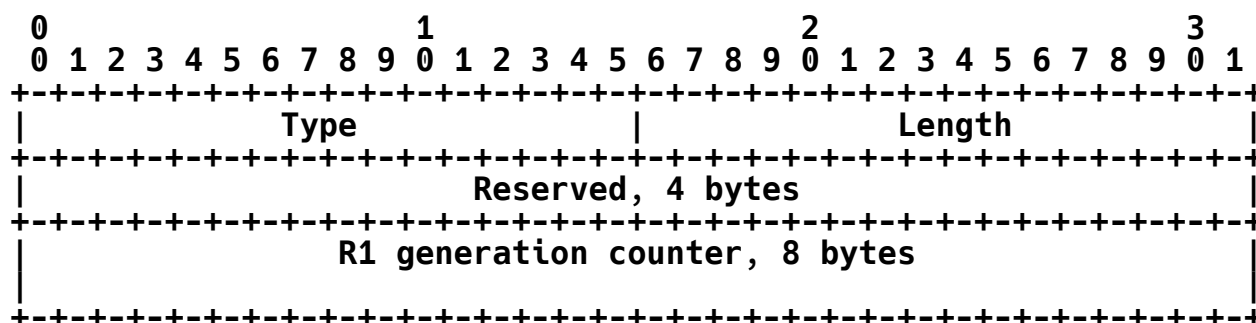 0                   1                   2                   3
 0 1 2 3 4 5 6 7 8 9 0 1 2 3 4 5 6 7 8 9 0 1 2 3 4 5 6 7 8 9 0 1
+-+-+-+-+-+-+-+-+-+-+-+-+-+-+-+-+-+-+-+-+-+-+-+-+-+-+-+-+-+-+-+-+
|             Type              |             Length            |
+-+-+-+-+-+-+-+-+-+-+-+-+-+-+-+-+-+-+-+-+-+-+-+-+-+-+-+-+-+-+-+-+
|                       Reserved, 4 bytes                       |
+-+-+-+-+-+-+-+-+-+-+-+-+-+-+-+-+-+-+-+-+-+-+-+-+-+-+-+-+-+-+-+-+
|                R1 generation counter, 8 bytes                 |
|                                                               |
+-+-+-+-+-+-+-+-+-+-+-+-+-+-+-+-+-+-+-+-+-+-+-+-+-+-+-+-+-+-+-+-+